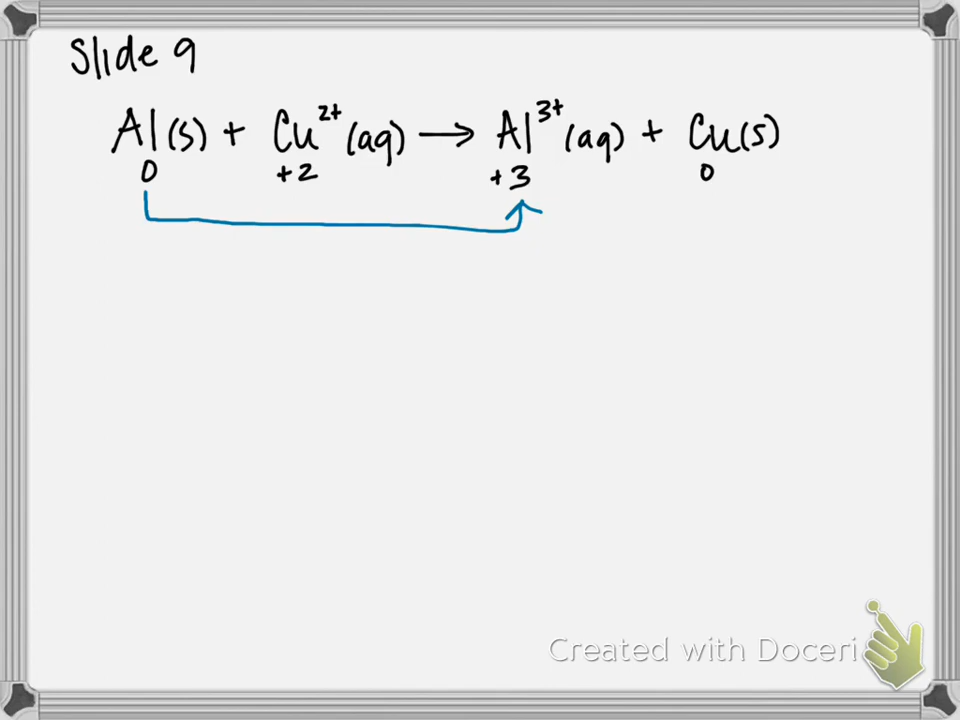 Slide 9
Al(s) + Cu²⁺(aq) → Al³⁺(aq) + Cu(s)
0 +2 +3 0
Created with Doceri